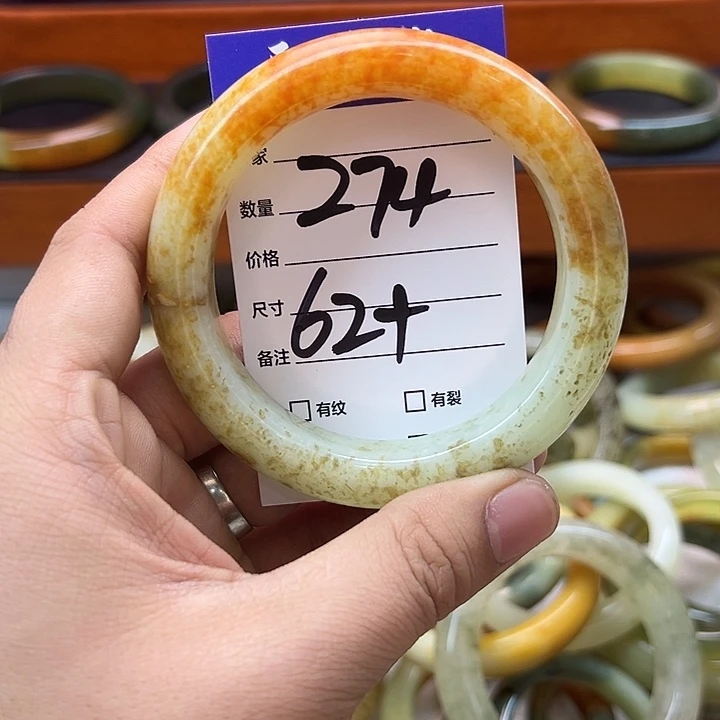 家
数量 274
价格
尺寸 62+
备注
有纹 有裂